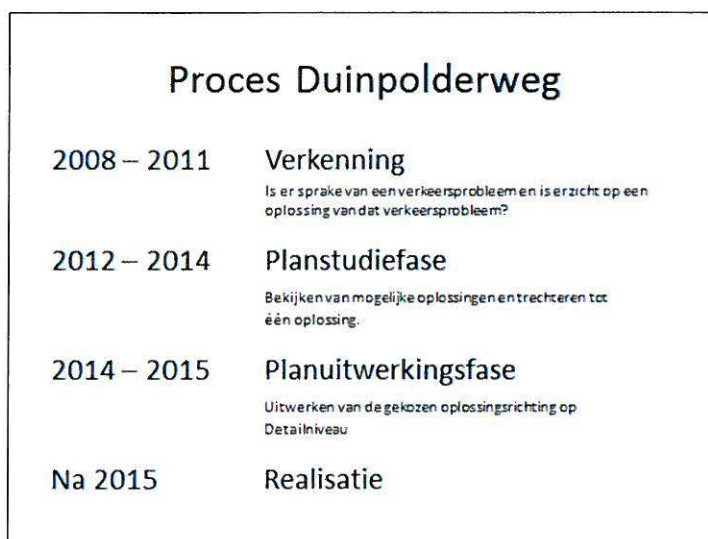 Proces Duinpolderweg
2008 – 2011 Verkenning
Is er sprake van een verkeersprobleem en is er zicht op een
oplossing van dat verkeersprobleem?
2012 – 2014 Planstudiefase
Bekijken van mogelijke oplossingen en trechteren tot
één oplossing.
2014 – 2015 Planuitwerkingsfase
Uitwerken van de gekozen oplossingsrichting op
Detailniveau
Na 2015 Realisatie